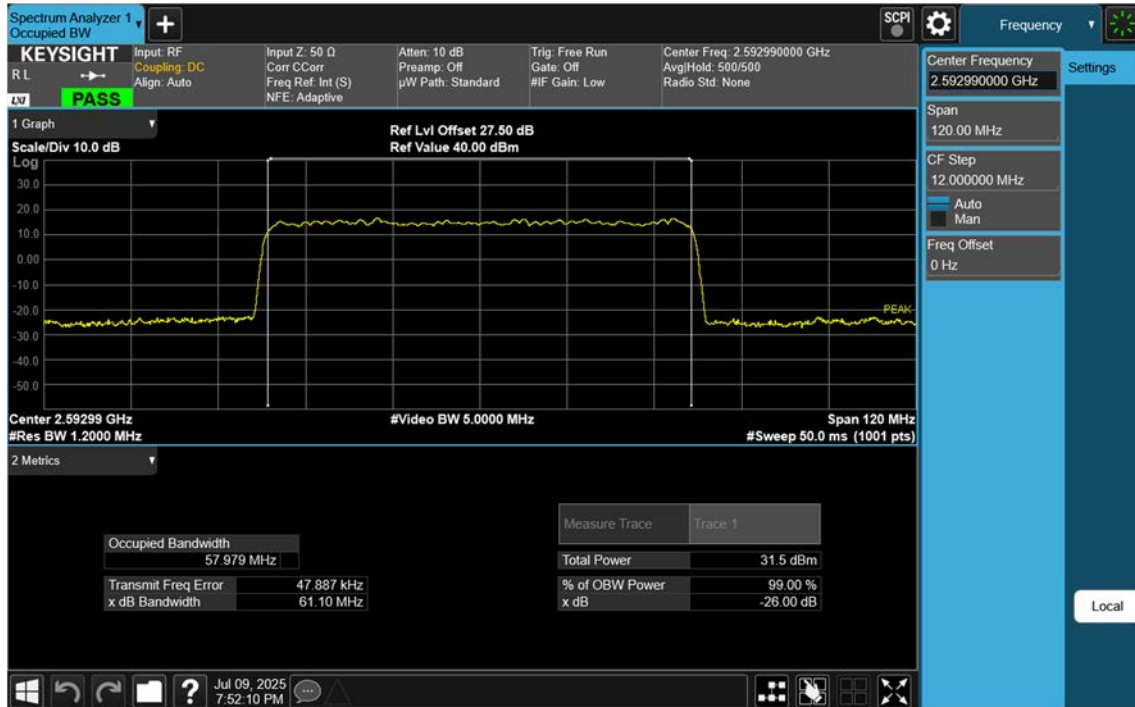 Spectrum Analyzer 1
Occupied BW
+
SCPI
Frequency
KEYSIGHT
R L
LXI
PASS
Input: RF
Coupling: DC
Align: Auto
Input Z: 50 Ω
Corr CCorr
Freq Ref: Int (S)
NFE: Adaptive
Atten: 10 dB
Preamp: Off
µW Path: Standard
Trig: Free Run
Gate: Off
#IF Gain: Low
Center Freq: 2.592990000 GHz
Avg|Hold: 500/500
Radio Std: None
1 Graph
Scale/Div 10.0 dB
Ref Lvl Offset 27.50 dB
Ref Value 40.00 dBm
Log
30.0
20.0
10.0
0.00
-10.0
-20.0
-30.0
-40.0
-50.0
PEAK
Center 2.59299 GHz
#Video BW 5.0000 MHz
Span 120 MHz
#Res BW 1.2000 MHz
#Sweep 50.0 ms (1001 pts)
2 Metrics
Measure Trace Trace 1
Occupied Bandwidth
57.979 MHz
Total Power 31.5 dBm
Transmit Freq Error 47.887 kHz
% of OBW Power 99.00 %
x dB Bandwidth 61.10 MHz
x dB -26.00 dB
Center Frequency
2.592990000 GHz
Settings
Span
120.00 MHz
CF Step
12.000000 MHz
Auto
Man
Freq Offset
0 Hz
Local
?
Jul 09, 2025
7:52:10 PM